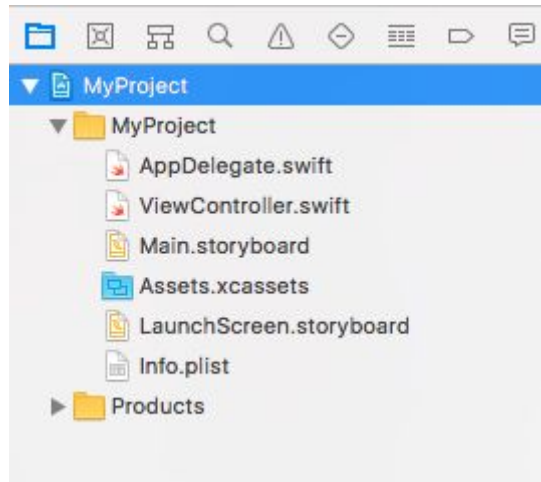 MyProject
MyProject
AppDelegate.swift
ViewController.swift
Main.storyboard
Assets.xcassets
LaunchScreen.storyboard
Info.plist
Products